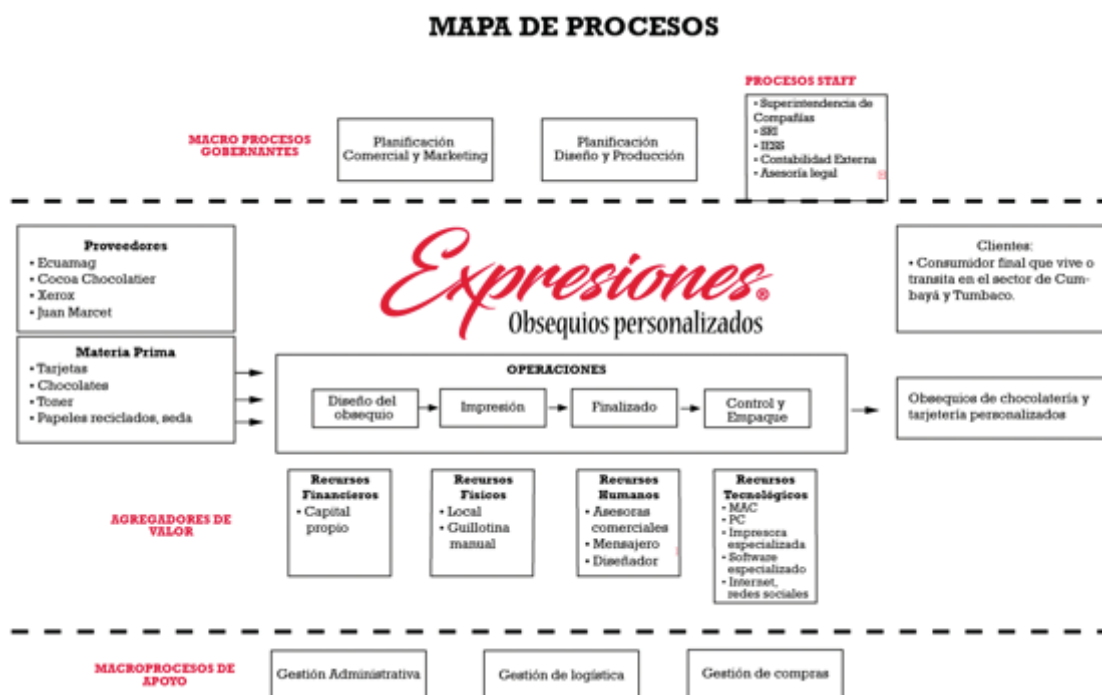 MAPA DE PROCESOS
PROCESOS STAFF
• Superintendencia de
Compañías
• SRI
• IESS
• Contabilidad Externa
• Asesoría legal
MACRO PROCESOS
GOBERNANTES
Planificación
Comercial y Marketing
Planificación
Diseño y Producción
Proveedores
• Ecuamag
• Cocoa Chocolatier
• Xerox
• Juan Marcet
Expresiones®
Obsequios personalizados
Clientes:
• Consumidor final que vive o
transita en el sector de Cum-
bayá y Tumbaco.
Materia Prima
• Tarjetas
• Chocolates
• Toner
• Papeles reciclados, seda
OPERACIONES
Diseño del
obsequio
Impresión
Finalizado
Control y
Empaque
Obsequios de chocolatería y
tarjetería personalizados
AGREGADORES DE
VALOR
Recursos
Financieros
• Capital
propio
Recursos
Físicos
• Local
• Guillotina
manual
Recursos
Humanos
• Asesoras
comerciales
• Mensajero
• Diseñador
Recursos
Tecnológicos
• MAC
• PC
• Impresora
especializada
• Software
especializado
• Internet,
redes sociales
MACROPROCESOS DE
APOYO
Gestión Administrativa
Gestión de logística
Gestión de compras